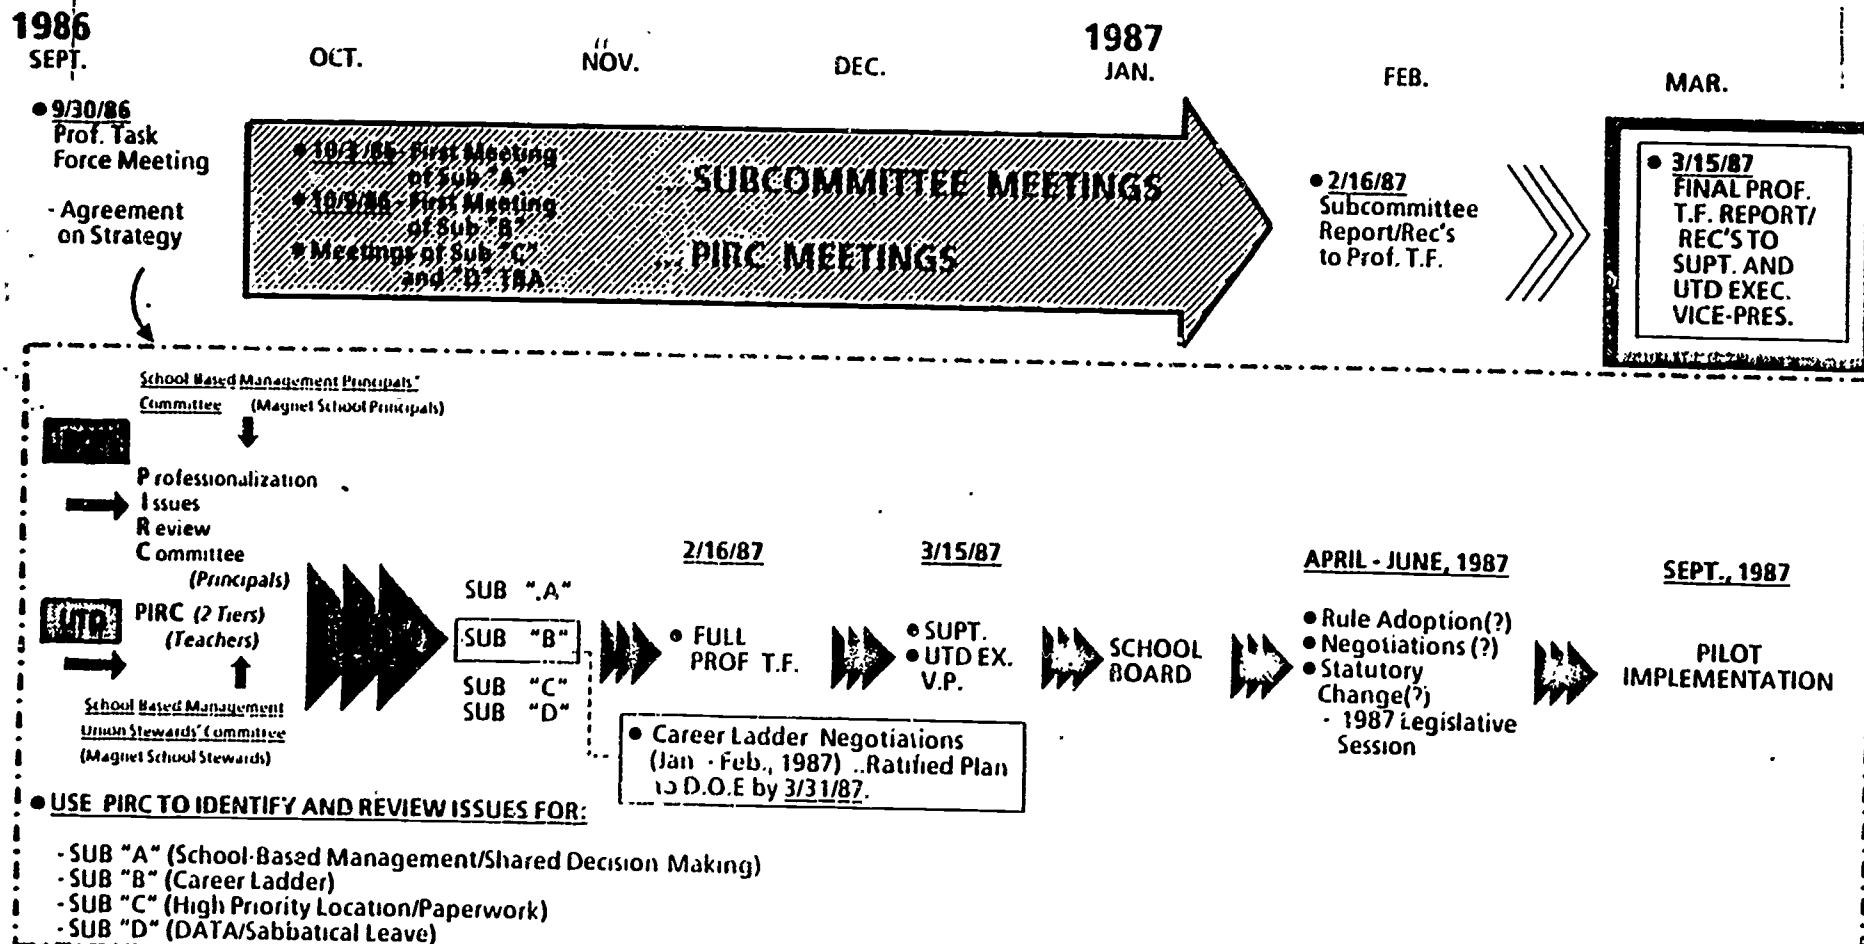 1986
SEPT.
OCT.
NOV.
DEC.
1987
JAN.
FEB.
MAR.
● 9/30/86
Prof. Task
Force Meeting
- Agreement
on Strategy
First Meeting
of Sub "A"
● 10/9/86 - First Meeting
of Sub "B"
● Meetings of Sub "C"
and "D" TBA
... SUBCOMMITTEE MEETINGS
... PIRC MEETINGS
● 2/16/87
Subcommittee
Report/Rec's
to Prof. T.F.
● 3/15/87
FINAL PROF.
T.F. REPORT/
REC'S TO
SUPT. AND
UTD EXEC.
VICE-PRES.
School Based Management Principals'
Committee (Magnet School Principals)
Professionalization
Issues
Review
Committee
(Principals)
UTD
PIRC (2 Tiers)
(Teachers)
School Based Management
Union Stewards' Committee
(Magnet School Stewards)
SUB "A"
SUB "B"
SUB "C"
SUB "D"
2/16/87
● FULL
PROF T.F.
3/15/87
● SUPT.
● UTD EX.
V.P.
SCHOOL
BOARD
APRIL - JUNE, 1987
● Rule Adoption(?)
● Negotiations (?)
● Statutory
Change(?)
- 1987 Legislative
Session
SEPT., 1987
PILOT
IMPLEMENTATION
● Career Ladder Negotiations
(Jan - Feb., 1987) ..Ratified Plan
to D.O.E by 3/31/87.
● USE PIRC TO IDENTIFY AND REVIEW ISSUES FOR:
- SUB "A" (School-Based Management/Shared Decision Making)
- SUB "B" (Career Ladder)
- SUB "C" (High Priority Location/Paperwork)
- SUB "D" (DATA/Sabbatical Leave)